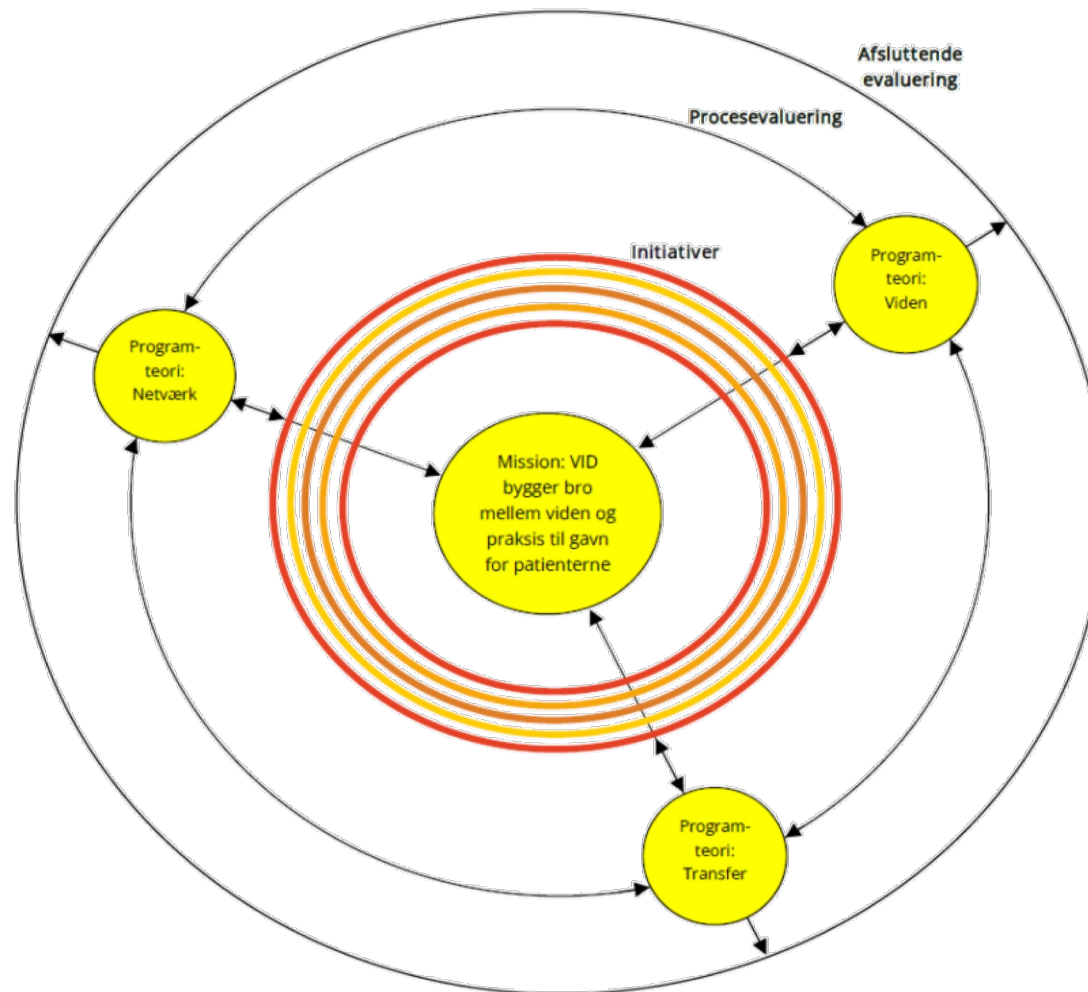 Afsluttende
evaluering
Procesevaluering
Initiativer
Program-
teori:
Viden
Program-
teori:
Netværk
Mission: VID
bygger bro
mellem viden og
praksis til gavn
for patienterne
Program-
teori:
Transfer